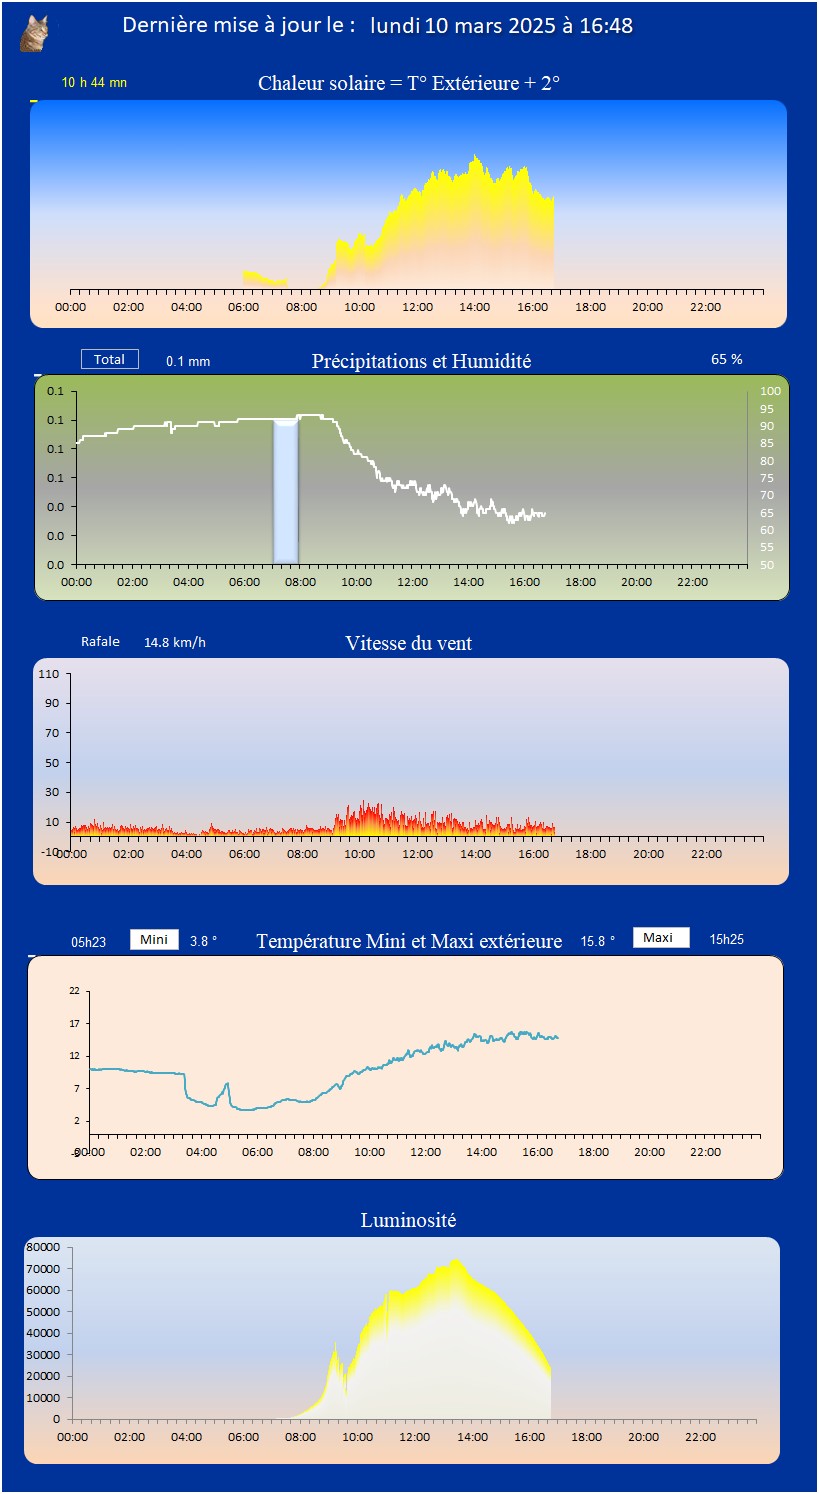 Dernière mise à jour le : lundi 10 mars 2025 à 16:48
10 h 44 mn Chaleur solaire = T° Extérieure + 2°
00:00 02:00 04:00 06:00 08:00 10:00 12:00 14:00 16:00 18:00 20:00 22:00
Total 0.1 mm Précipitations et Humidité 65 %
0.1 100
95
0.1 90
85
0.1 80
75
0.1 70
0.0 65
60
0.0 55
0.0 50
00:00 02:00 04:00 06:00 08:00 10:00 12:00 14:00 16:00 18:00 20:00 22:00
Rafale 14.8 km/h Vitesse du vent
110
90
70
50
30
10
-10 00:00 02:00 04:00 06:00 08:00 10:00 12:00 14:00 16:00 18:00 20:00 22:00
05h23 Mini 3.8 ° Température Mini et Maxi extérieure 15.8 ° Maxi 15h25
22
17
12
7
2
00:00 02:00 04:00 06:00 08:00 10:00 12:00 14:00 16:00 18:00 20:00 22:00
Luminosité
80000
70000
60000
50000
40000
30000
20000
10000
0
00:00 02:00 04:00 06:00 08:00 10:00 12:00 14:00 16:00 18:00 20:00 22:00